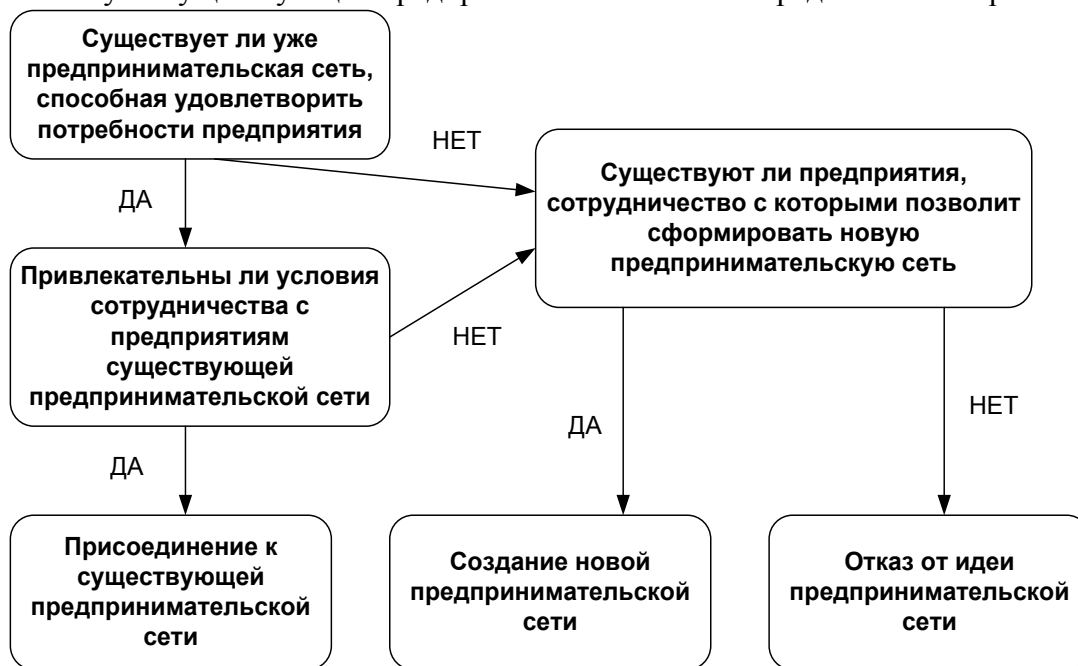 Существует ли уже
предпринимательская сеть,
способная удовлетворить
потребности предприятия
НЕТ
ДА
Существуют ли предприятия,
сотрудничество с которыми позволит
сформировать новую
предпринимательскую сеть
Привлекательны ли условия
сотрудничества с
предприятиям
существующей
предпринимательской сети
НЕТ
ДА
ДА
НЕТ
Присоединение к
существующей
предпринимательской
сети
Создание новой
предпринимательской
сети
Отказ от идеи
предпринимательской
сети